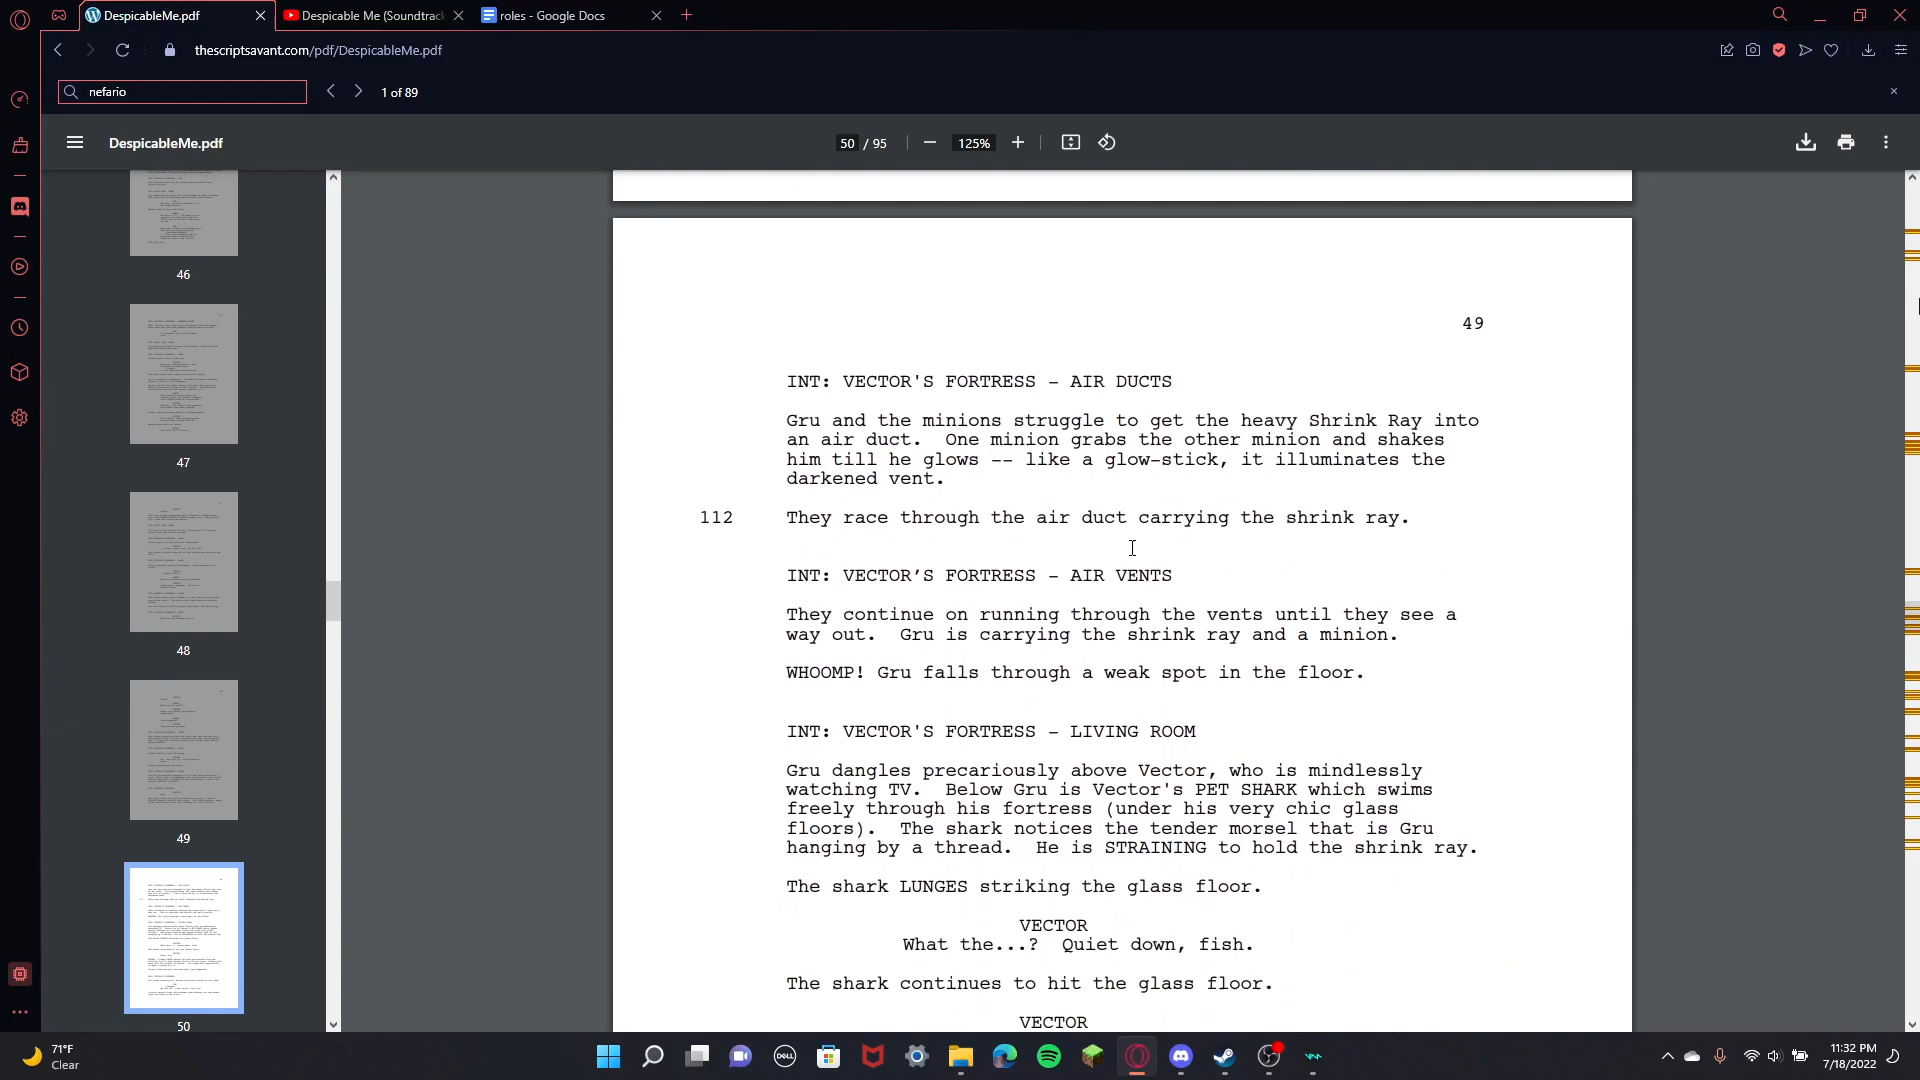 DespicableMe.pdf
Despicable Me (Soundtrack
roles - Google Docs
thescriptsavant.com/pdf/DespicableMe.pdf
nefario
1 of 89
DespicableMe.pdf
50 / 95
125%
46
47
48
49
50
49
INT: VECTOR'S FORTRESS – AIR DUCTS
Gru and the minions struggle to get the heavy Shrink Ray into
an air duct. One minion grabs the other minion and shakes
him till he glows -- like a glow-stick, it illuminates the
darkened vent.
112 They race through the air duct carrying the shrink ray.
INT: VECTOR’S FORTRESS – AIR VENTS
They continue on running through the vents until they see a
way out. Gru is carrying the shrink ray and a minion.
WHOOMP! Gru falls through a weak spot in the floor.
INT: VECTOR'S FORTRESS – LIVING ROOM
Gru dangles precariously above Vector, who is mindlessly
watching TV. Below Gru is Vector's PET SHARK which swims
freely through his fortress (under his very chic glass
floors). The shark notices the tender morsel that is Gru
hanging by a thread. He is STRAINING to hold the shrink ray.
The shark LUNGES striking the glass floor.
VECTOR
What the...? Quiet down, fish.
The shark continues to hit the glass floor.
VECTOR
71°F
Clear
DELL
11:32 PM
7/18/2022